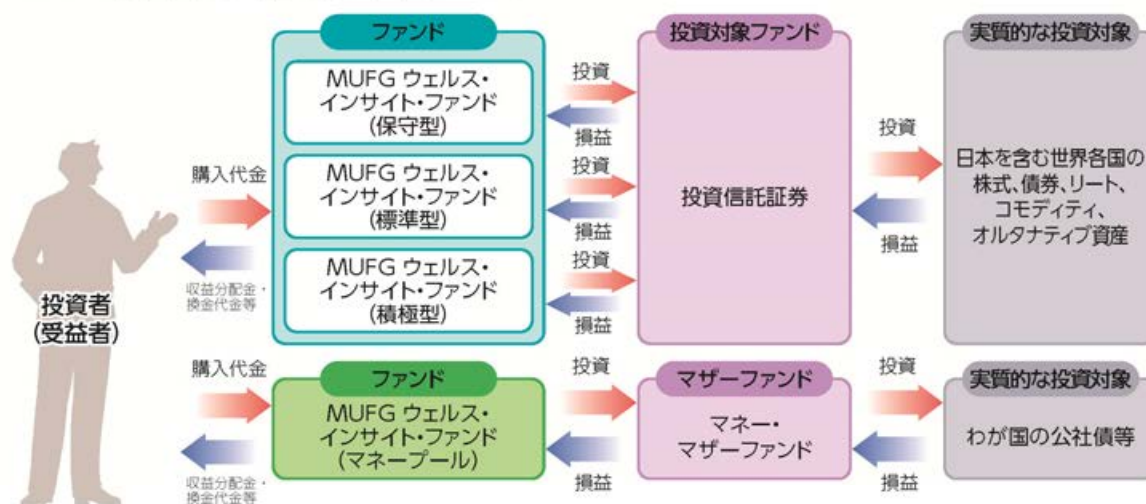 ファンド
MUFG ウェルス・
インサイト・ファンド
(保守型)
MUFG ウェルス・
インサイト・ファンド
(標準型)
MUFG ウェルス・
インサイト・ファンド
(積極型)
投資
損益
投資
損益
投資
損益
投資対象ファンド
投資信託証券
投資
損益
実質的な投資対象
日本を含む世界各国の
株式、債券、リート、
コモディティ、
オルタナティブ資産
購入代金
収益分配金・
換金代金等
投資者
(受益者)
購入代金
収益分配金・
換金代金等
ファンド
MUFG ウェルス・
インサイト・ファンド
(マネープール)
投資
損益
マザーファンド
マネー・
マザーファンド
投資
損益
実質的な投資対象
わが国の公社債等